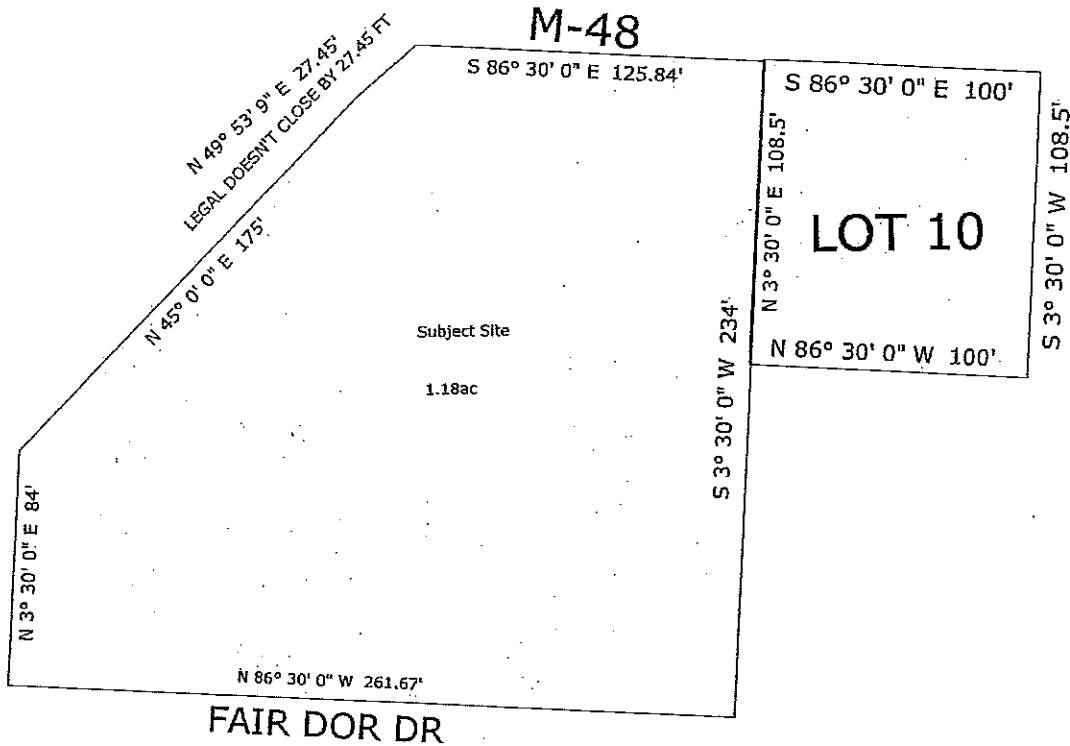 M-48
N 49° 53' 9" E 27.45'
LEGAL DOESN'T CLOSE BY 27.45 FT
S 86° 30' 0" E 125.84'
S 86° 30' 0" E 100'
N 3° 30' 0" E 108.5'
S 3° 30' 0" W 108.5'
LOT 10
N 45° 0' 0" E 175'
Subject Site
1.18ac
S 3° 30' 0" W 234'
N 86° 30' 0" W 100'
N 3° 30' 0" E 84'
N 86° 30' 0" W 261.67'
FAIR DOR DR